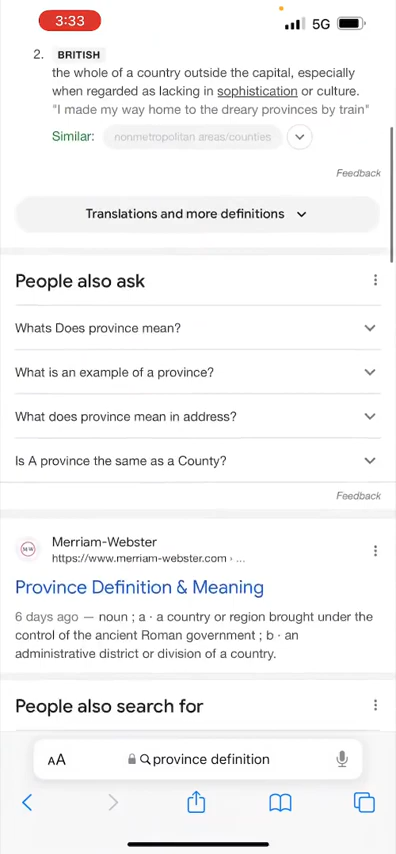 3:33
5G
2. BRITISH
the whole of a country outside the capital, especially
when regarded as lacking in sophistication or culture.
"I made my way home to the dreary provinces by train"
Similar: nonmetropolitan areas/counties
Feedback
Translations and more definitions
People also ask
Whats Does province mean?
What is an example of a province?
What does province mean in address?
Is A province the same as a County?
Feedback
Merriam-Webster
https://www.merriam-webster.com › ...
Province Definition & Meaning
6 days ago — noun ; a · a country or region brought under the
control of the ancient Roman government ; b · an
administrative district or division of a country.
People also search for
AA province definition